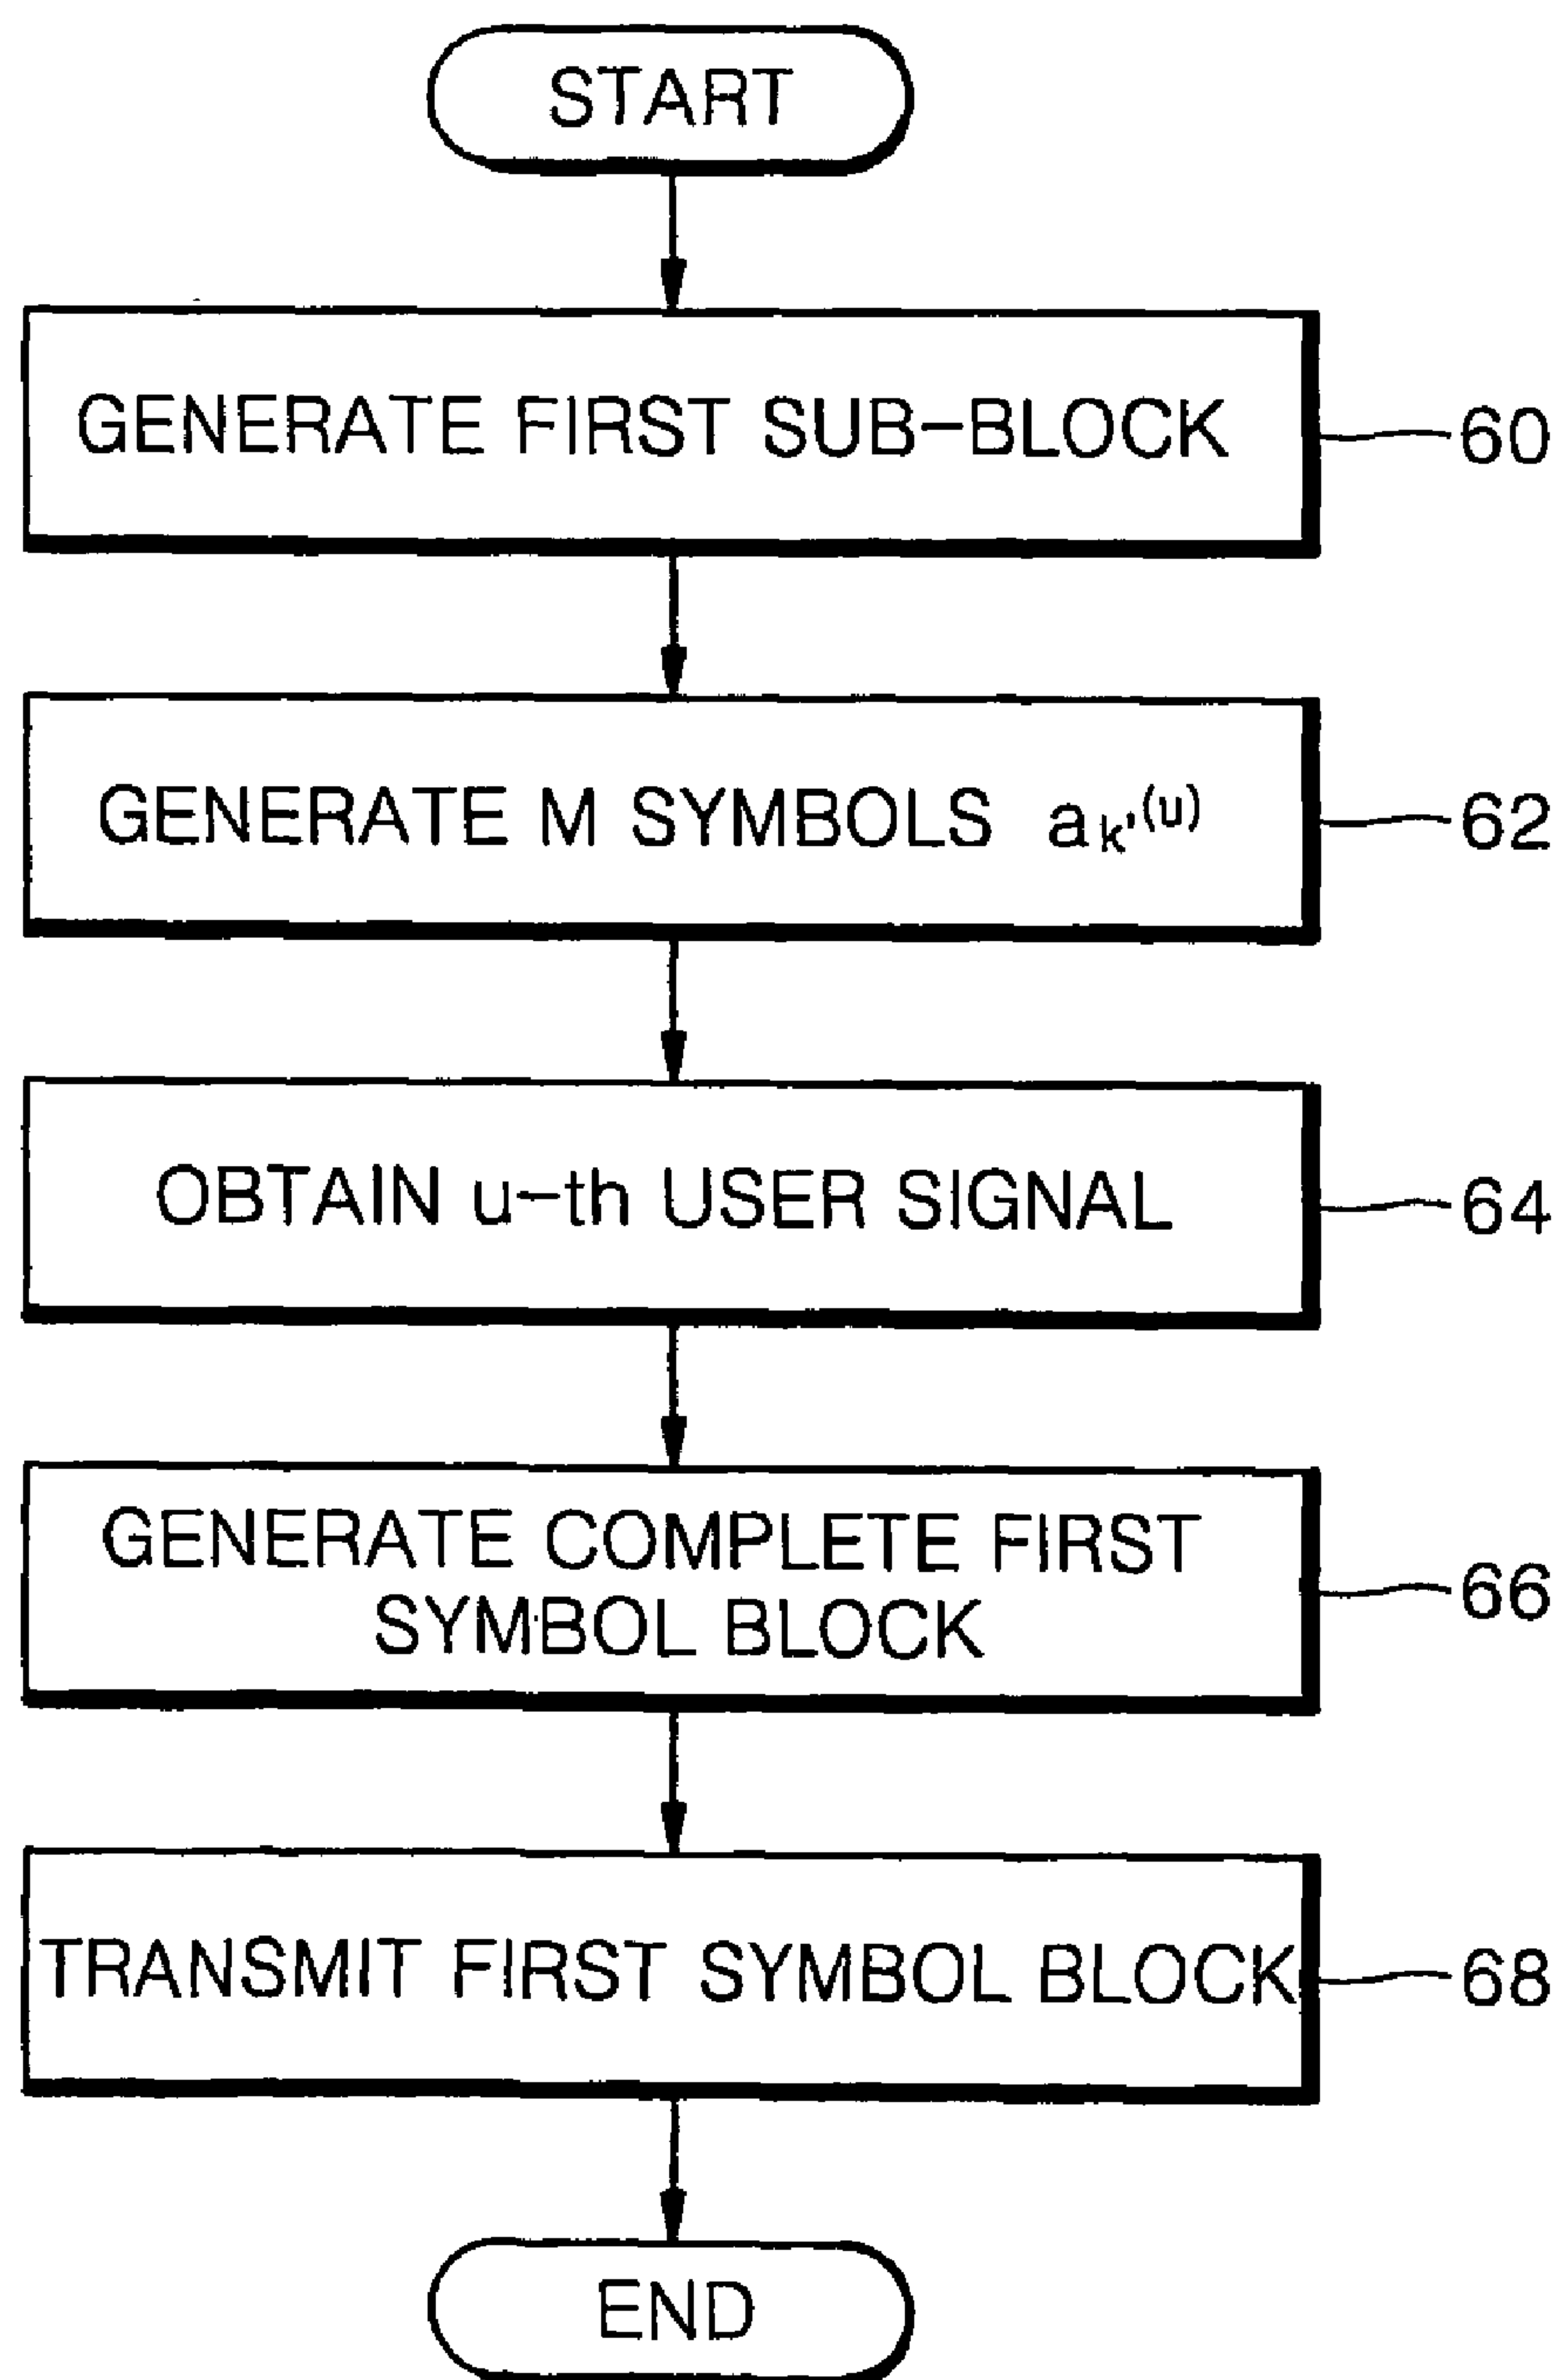 START
GENERATE FIRST SUB-BLOCK
60
GENERATE M SYMBOLS aₖ'⁽ᵘ⁾
62
OBTAIN u-th USER SIGNAL
64
GENERATE COMPLETE FIRST
SYMBOL BLOCK
66
TRANSMIT FIRST SYMBOL BLOCK
68
END